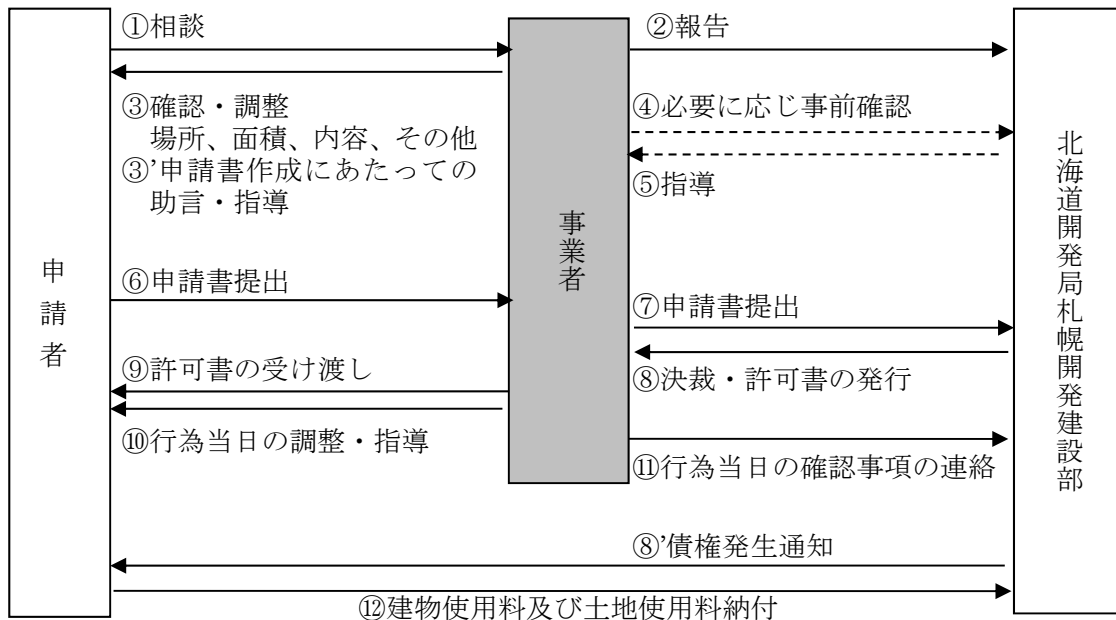 ①相談
②報告
③確認・調整
場所、面積、内容、その他
③’申請書作成にあたっての
助言・指導
④必要に応じ事前確認
⑤指導
申請者
事業者
北海道開発局札幌開発建設部
⑥申請書提出
⑦申請書提出
⑨許可書の受け渡し
⑧決裁・許可書の発行
⑩行為当日の調整・指導
⑪行為当日の確認事項の連絡
⑧’債権発生通知
⑫建物使用料及び土地使用料納付